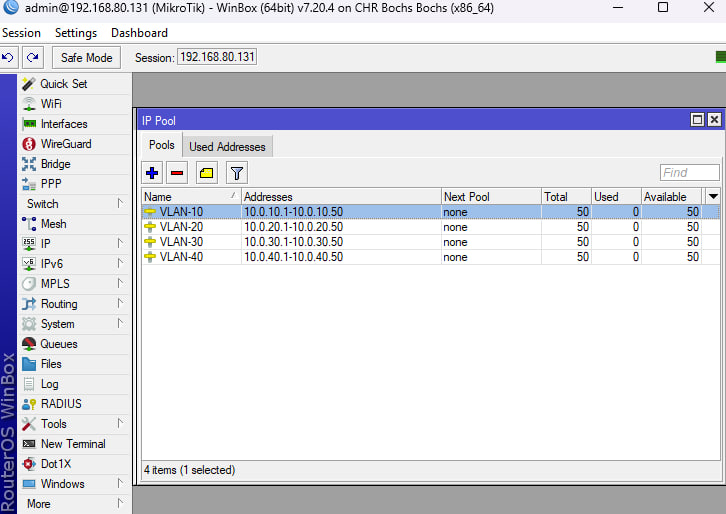 admin@192.168.80.131 (MikroTik) - WinBox (64bit) v7.20.4 on CHR Bochs Bochs (x86_64)
Session Settings Dashboard
Safe Mode Session: 192.168.80.131
Quick Set
WiFi
Interfaces
WireGuard
Bridge
PPP
Switch
Mesh
IP
IPv6
MPLS
Routing
System
Queues
Files
Log
RADIUS
Tools
New Terminal
Dot1X
Windows
More
RouterOS WinBox
IP Pool
Pools Used Addresses
Find
Name Addresses Next Pool Total Used Available
VLAN-10 10.0.10.1-10.0.10.50 none 50 0 50
VLAN-20 10.0.20.1-10.0.20.50 none 50 0 50
VLAN-30 10.0.30.1-10.0.30.50 none 50 0 50
VLAN-40 10.0.40.1-10.0.40.50 none 50 0 50
4 items (1 selected)